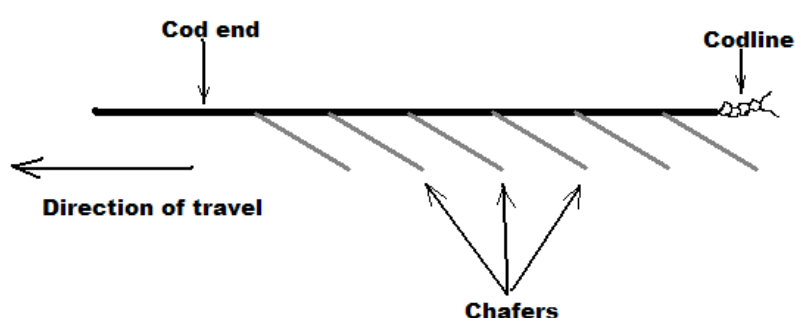 Cod end
Codline
Direction of travel
Chafers